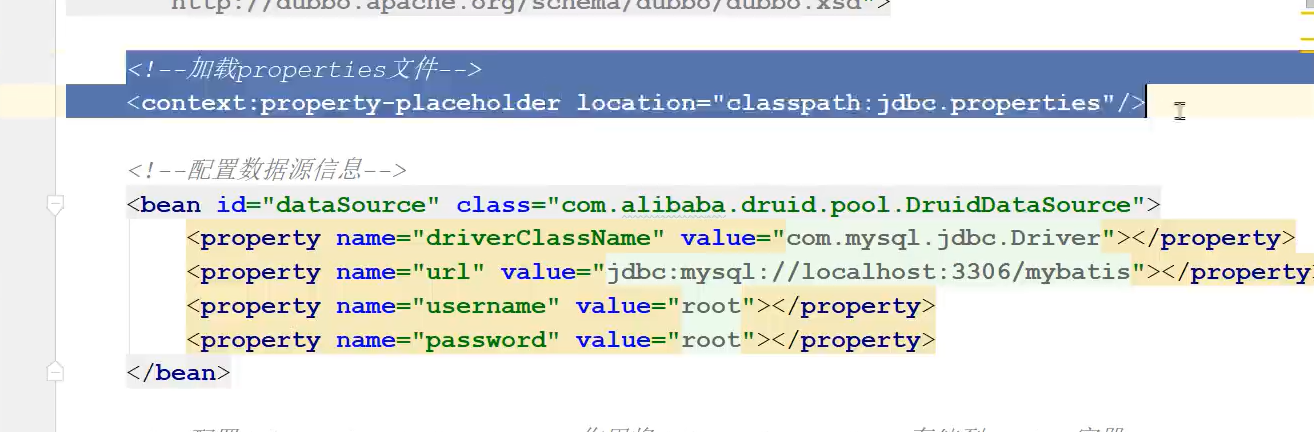 http://dubbo.apache.org/schema/dubbo/dubbo.xsd">
<!--加载properties文件-->
<context:property-placeholder location="classpath:jdbc.properties"/>
<!--配置数据源信息-->
<bean id="dataSource" class="com.alibaba.druid.pool.DruidDataSource">
<property name="driverClassName" value="com.mysql.jdbc.Driver"></property>
<property name="url" value="jdbc:mysql://localhost:3306/mybatis"></property
<property name="username" value="root"></property>
<property name="password" value="root"></property>
</bean>